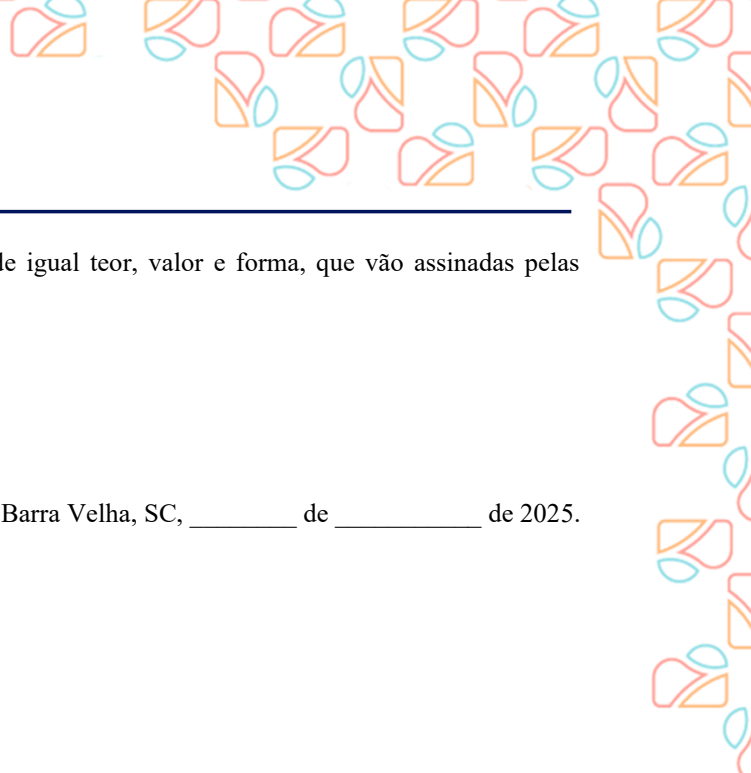 de igual teor, valor e forma, que vão assinadas pelas
Barra Velha, SC, ________ de ___________ de 2025.